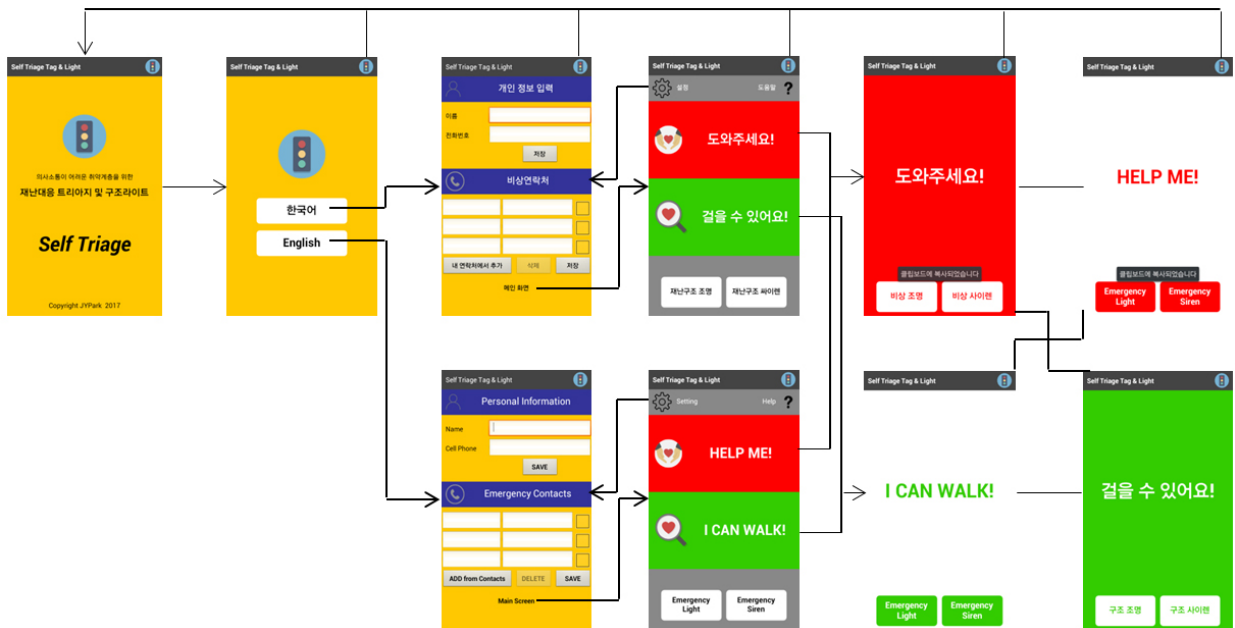 Self Triage Tag & Light
의사소통이 어려운 취약계층을 위한
재난대응 트리아지 및 구조라이트
Self Triage
Copyright JYPark 2017
Self Triage Tag & Light
한국어
English
Self Triage Tag & Light
개인 정보 입력
이름
전화번호
저장
비상연락처
내 연락처에서 추가
삭제
저장
메인 화면
Self Triage Tag & Light
설정
도움말 ?
도와주세요!
걸을 수 있어요!
재난구조 조명
재난구조 싸이렌
Self Triage Tag & Light
도와주세요!
클립보드에 복사되었습니다
비상 조명
비상 사이렌
Self Triage Tag & Light
HELP ME!
클립보드에 복사되었습니다
Emergency
Light
Emergency
Siren
Self Triage Tag & Light
Personal Information
Name
Cell Phone
SAVE
Emergency Contacts
ADD from Contacts
DELETE
SAVE
Main Screen
Self Triage Tag & Light
Setting
Help ?
HELP ME!
I CAN WALK!
Emergency
Light
Emergency
Siren
Self Triage Tag & Light
I CAN WALK!
Emergency
Light
Emergency
Siren
Self Triage Tag & Light
걸을 수 있어요!
구조 조명
구조 사이렌